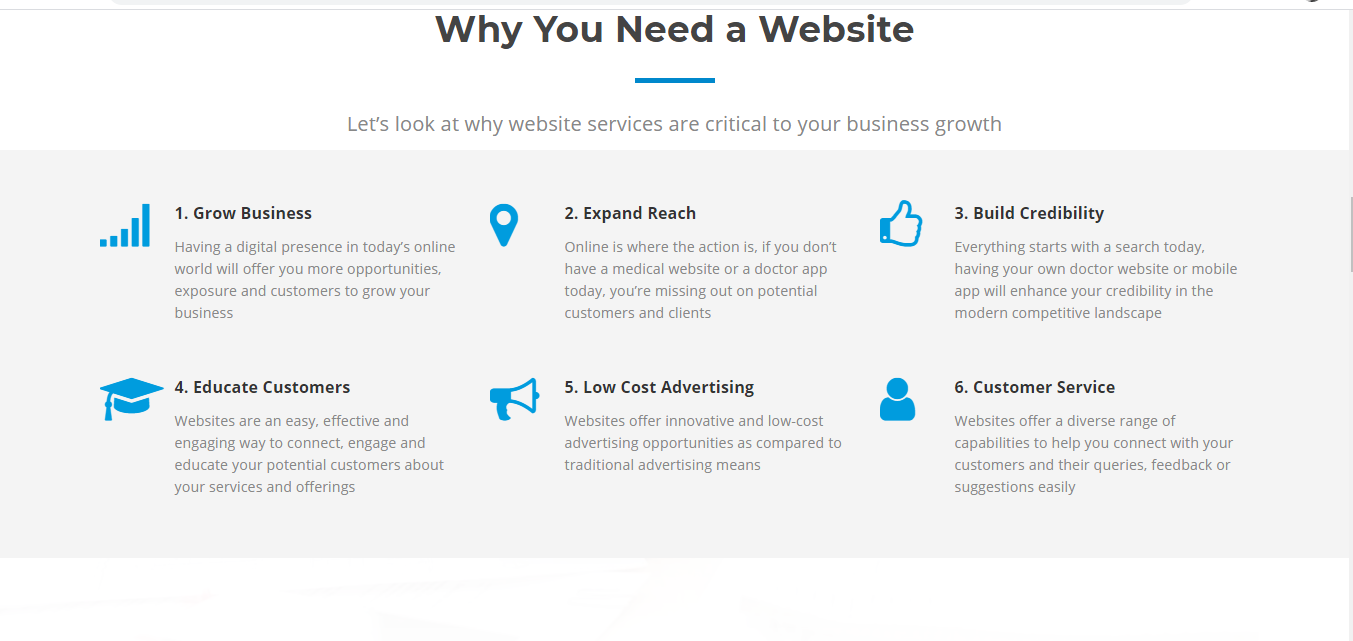 Why You Need a Website
Let’s look at why website services are critical to your business growth
1. Grow Business
Having a digital presence in today’s online
world will offer you more opportunities,
exposure and customers to grow your
business
2. Expand Reach
Online is where the action is, if you don’t
have a medical website or a doctor app
today, you’re missing out on potential
customers and clients
3. Build Credibility
Everything starts with a search today,
having your own doctor website or mobile
app will enhance your credibility in the
modern competitive landscape
4. Educate Customers
Websites are an easy, effective and
engaging way to connect, engage and
educate your potential customers about
your services and offerings
5. Low Cost Advertising
Websites offer innovative and low-cost
advertising opportunities as compared to
traditional advertising means
6. Customer Service
Websites offer a diverse range of
capabilities to help you connect with your
customers and their queries, feedback or
suggestions easily